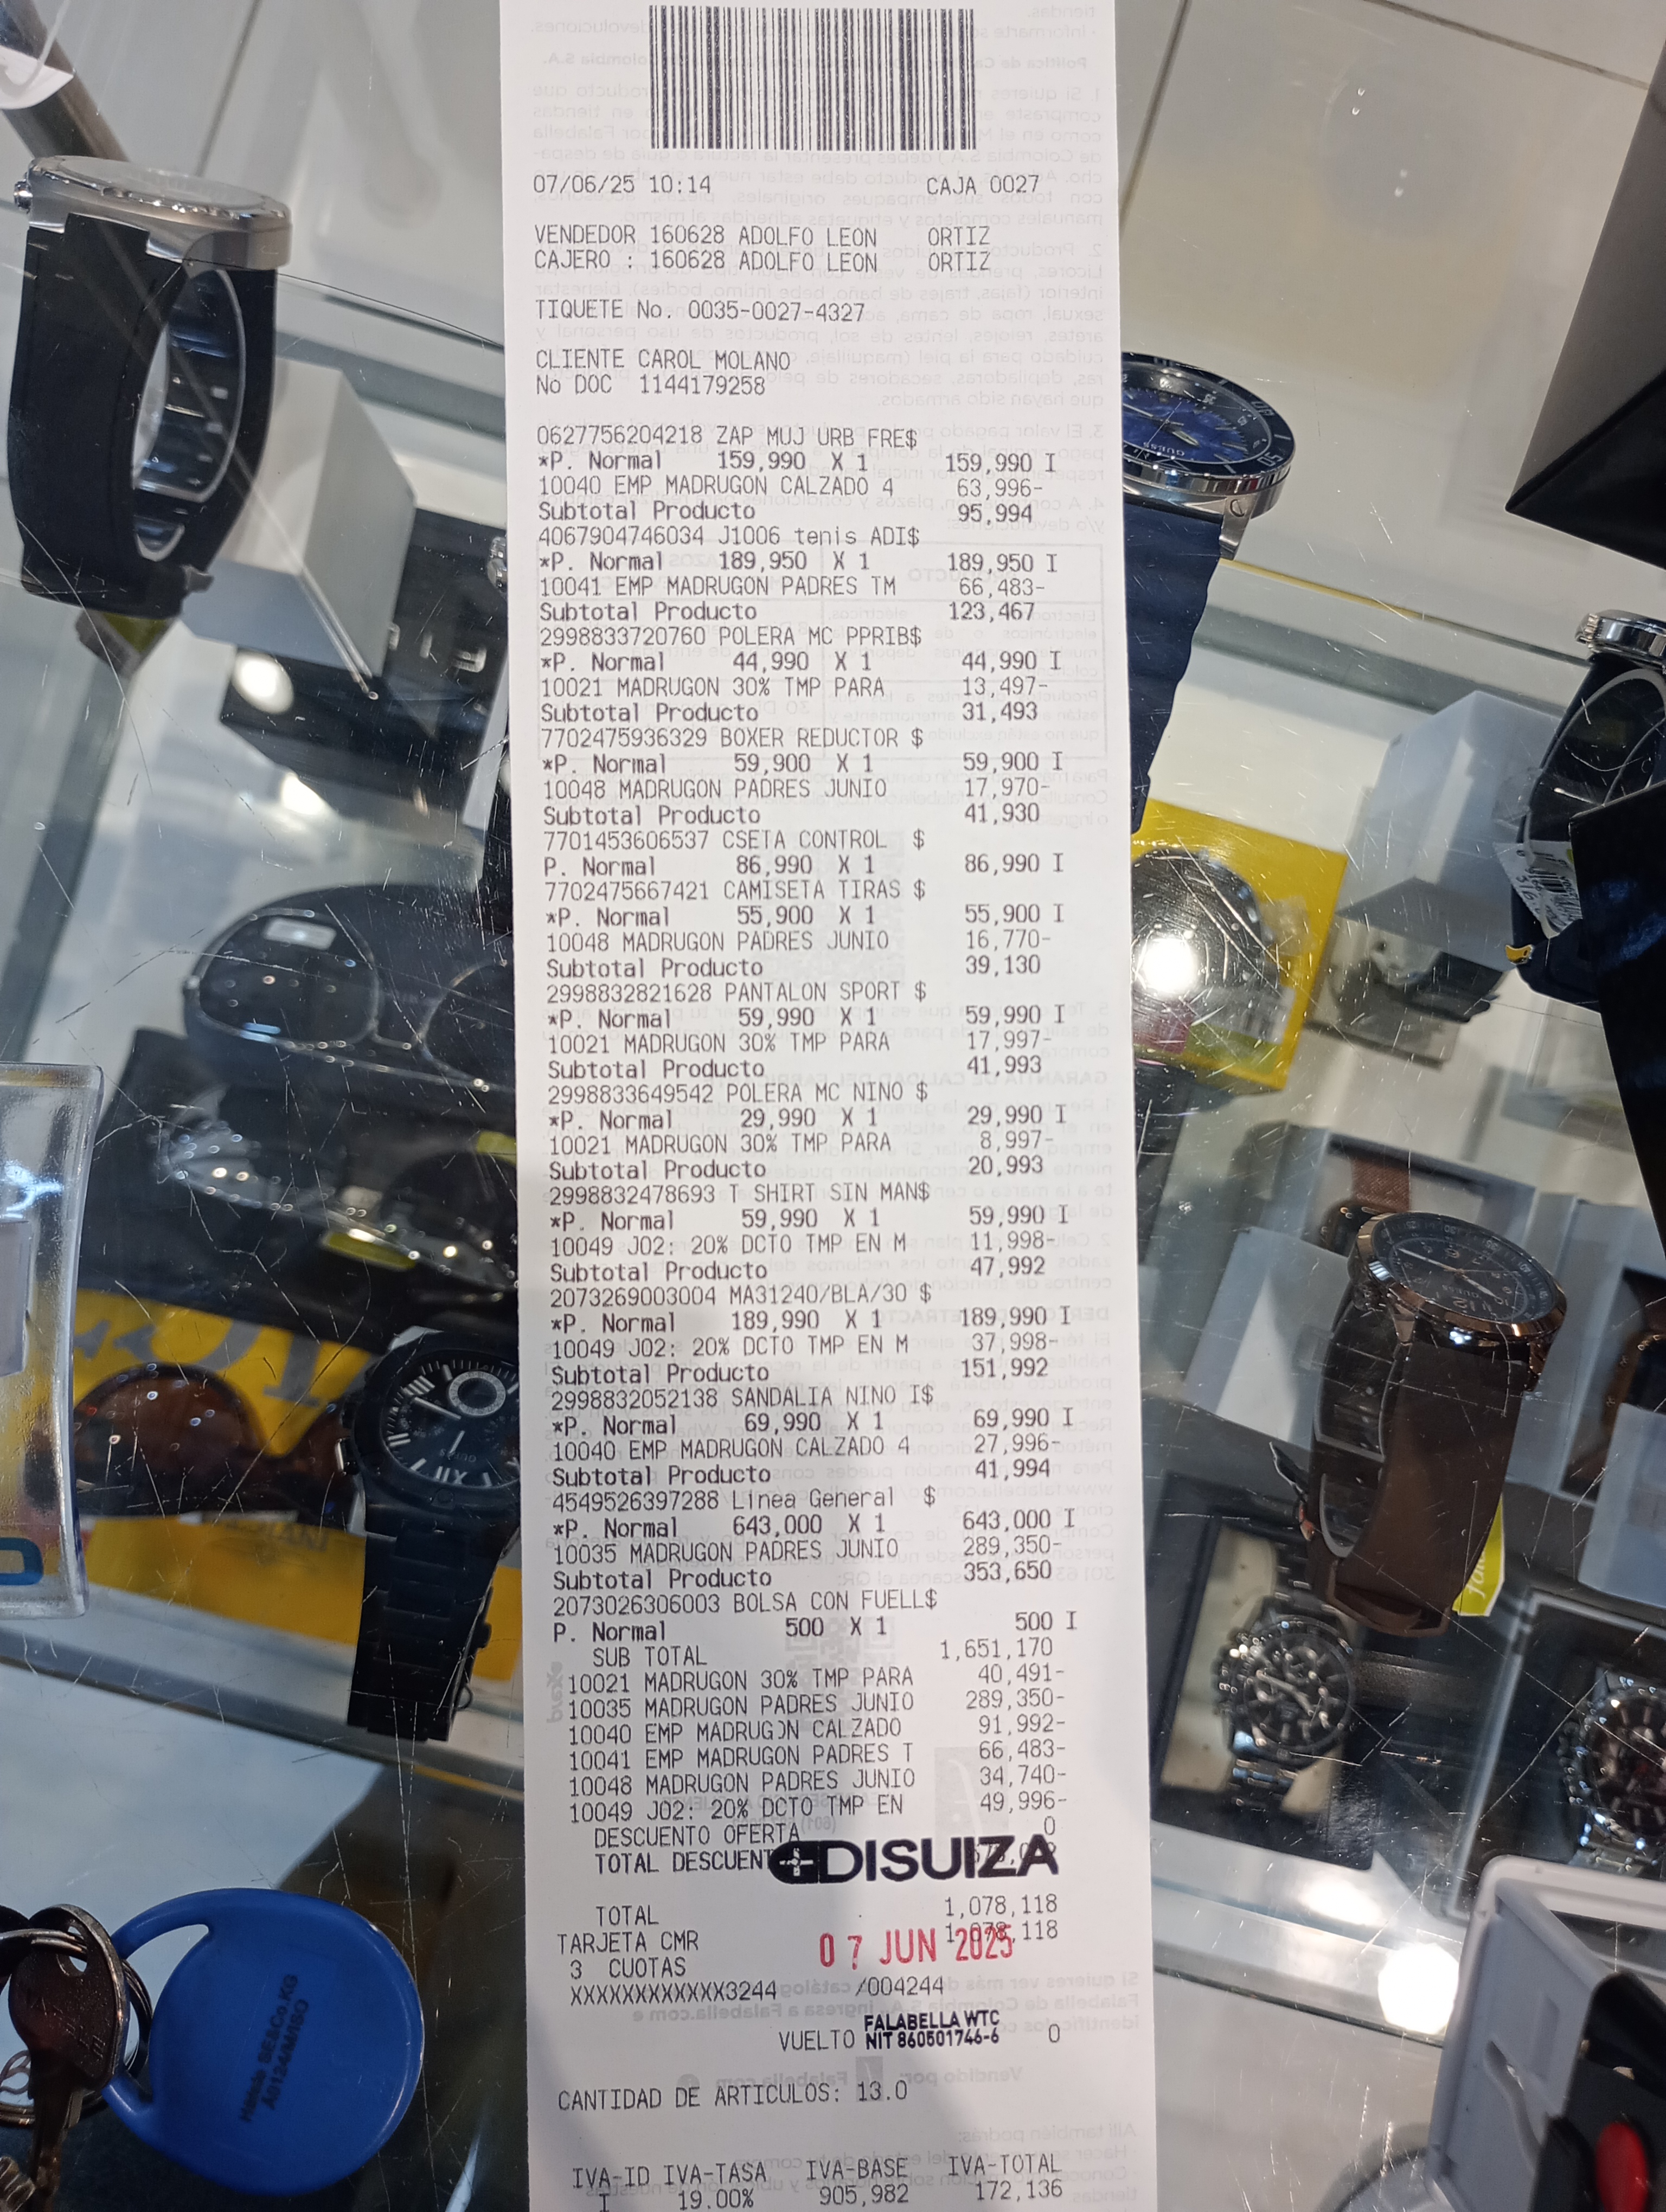 07/06/25 10:14 CAJA 0027
VENDEDOR 160628 ADOLFO LEON ORTIZ
CAJERO : 160628 ADOLFO LEON ORTIZ
TIQUETE No. 0035-0027-4327
CLIENTE CAROL MOLANO
No DOC 1144179258
0627756204218 ZAP MUJ URB FRE$
*P. Normal 159,990 X 1 159,990 I
10040 EMP MADRUGON CALZADO 4 63,996-
Subtotal Producto 95,994
4067904746034 J1006 tenis ADI$
*P. Normal 189,950 X 1 189,950 I
10041 EMP MADRUGON PADRES TM 66,483-
Subtotal Producto 123,467
2998833720760 POLERA MC PPRIB$
*P. Normal 44,990 X 1 44,990 I
10021 MADRUGON 30% TMP PARA 13,497-
Subtotal Producto 31,493
7702475936329 BOXER REDUCTOR $
*P. Normal 59,900 X 1 59,900 I
10048 MADRUGON PADRES JUNIO 17,970-
Subtotal Producto 41,930
7701453606537 CSETA CONTROL $
P. Normal 86,990 X 1 86,990 I
7702475667421 CAMISETA TIRAS $
*P. Normal 55,900 X 1 55,900 I
10048 MADRUGON PADRES JUNIO 16,770-
Subtotal Producto 39,130
2998832821628 PANTALON SPORT $
*P. Normal 59,990 X 1 59,990 I
10021 MADRUGON 30% TMP PARA 17,997-
Subtotal Producto 41,993
2998833649542 POLERA MC NINO $
*P. Normal 29,990 X 1 29,990 I
10021 MADRUGON 30% TMP PARA 8,997-
Subtotal Producto 20,993
2998832478693 T SHIRT SIN MAN$
*P. Normal 59,990 X 1 59,990 I
10049 J02: 20% DCTO TMP EN M 11,998-
Subtotal Producto 47,992
2073269003004 MA31240/BLA/30 $
*P. Normal 189,990 X 1 189,990 I
10049 J02: 20% DCTO TMP EN M 37,998-
Subtotal Producto 151,992
2998832052138 SANDALIA NINO I$
*P. Normal 69,990 X 1 69,990 I
10040 EMP MADRUGON CALZADO 4 27,996-
Subtotal Producto 41,994
4549526397288 Linea General $
*P. Normal 643,000 X 1 643,000 I
10035 MADRUGON PADRES JUNIO 289,350-
Subtotal Producto 353,650
2073026306003 BOLSA CON FUELL$
P. Normal 500 X 1 500 I
SUB TOTAL 1,651,170
10021 MADRUGON 30% TMP PARA 40,491-
10035 MADRUGON PADRES JUNIO 289,350-
10040 EMP MADRUGON CALZADO 91,992-
10041 EMP MADRUGON PADRES T 66,483-
10048 MADRUGON PADRES JUNIO 34,740-
10049 J02: 20% DCTO TMP EN 49,996-
DESCUENTO OFERTA 0
TOTAL DESCUENT
DISUIZA
TOTAL 1,078,118
TARJETA CMR 1,078,118
07 JUN 2025
3 CUOTAS
XXXXXXXXXXXX3244 /004244
FALABELLA WTC
VUELTO NIT 860501746-6 0
CANTIDAD DE ARTICULOS: 13.0
IVA-ID IVA-TASA IVA-BASE IVA-TOTAL
I 19.00% 905,982 172,136